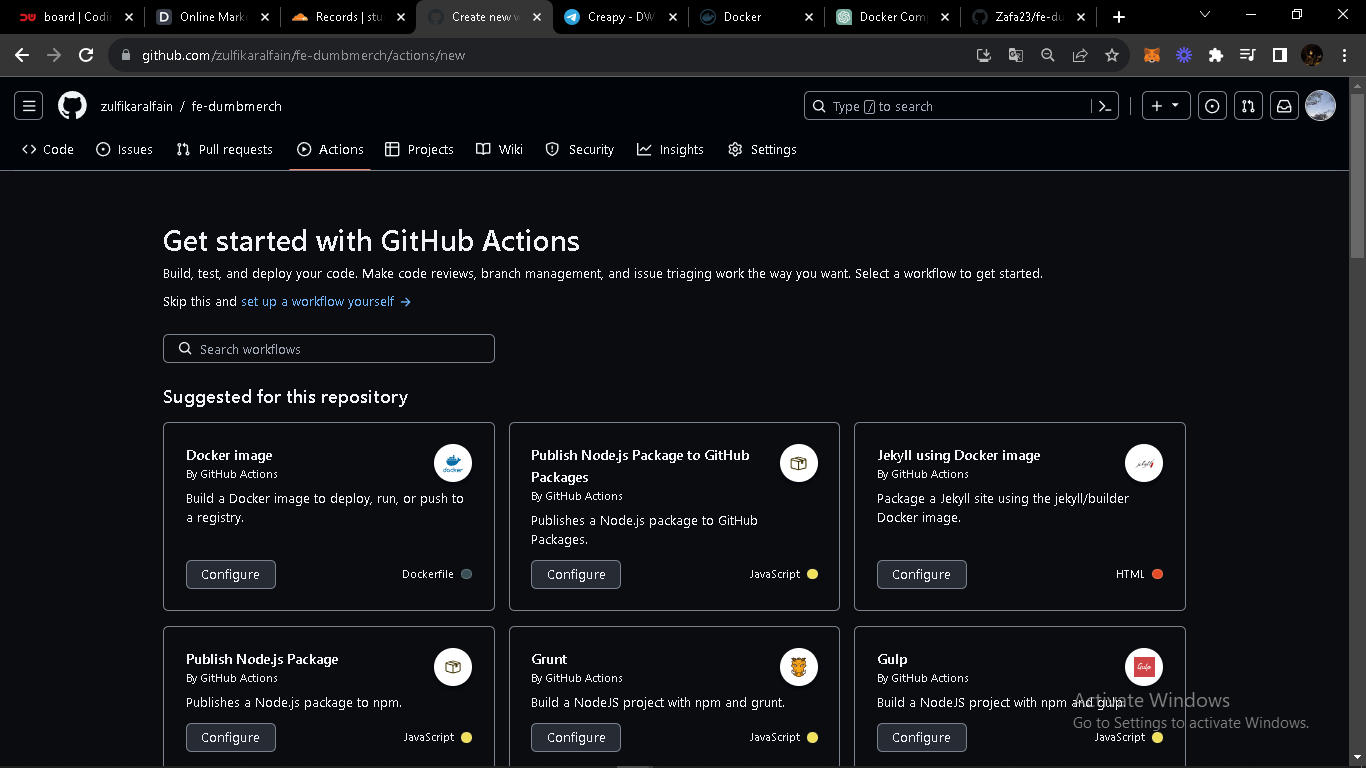 board | Codi
Online Mark
Records | stu
Create new w
Creapy - DW
Docker
Docker Com
Zafa23/fe-du
github.com/zulfikaralfain/fe-dumbmerch/actions/new
zulfikaralfain / fe-dumbmerch
Type / to search
Code
Issues
Pull requests
Actions
Projects
Wiki
Security
Insights
Settings
Get started with GitHub Actions
Build, test, and deploy your code. Make code reviews, branch management, and issue triaging work the way you want. Select a workflow to get started.
Skip this and set up a workflow yourself →
Search workflows
Suggested for this repository
Docker image
By GitHub Actions
Build a Docker image to deploy, run, or push to
a registry.
docker
Configure
Dockerfile
Publish Node.js Package to GitHub
Packages
By GitHub Actions
Publishes a Node.js package to GitHub
Packages.
Configure
JavaScript
Jekyll using Docker image
By GitHub Actions
Package a Jekyll site using the jekyll/builder
Docker image.
jekyll
Configure
HTML
Publish Node.js Package
By GitHub Actions
Publishes a Node.js package to npm.
Configure
JavaScript
Grunt
By GitHub Actions
Build a NodeJS project with npm and grunt.
Configure
JavaScript
Gulp
By GitHub Actions
Build a NodeJS project with npm and gulp.
Gulp
Configure
JavaScript
Activate Windows
Go to Settings to activate Windows.